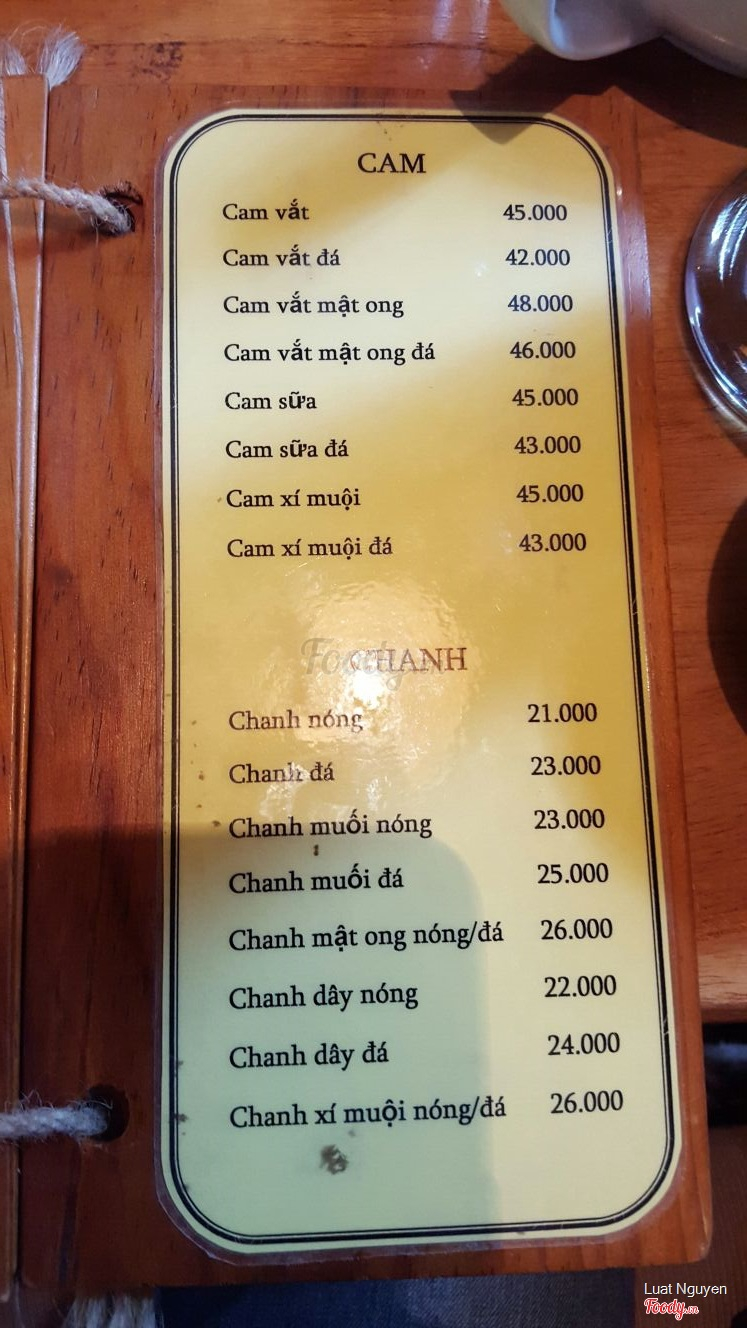 CAM
Cam vắt 45.000
Cam vắt đá 42.000
Cam vắt mật ong 48.000
Cam vắt mật ong đá 46.000
Cam sữa 45.000
Cam sữa đá 43.000
Cam xí muội 45.000
Cam xí muội đá 43.000
Foody.vn
CHANH
Chanh nóng 21.000
Chanh đá 23.000
Chanh muối nóng 23.000
Chanh muối đá 25.000
Chanh mật ong nóng/đá 26.000
Chanh dây nóng 22.000
Chanh dây đá 24.000
Chanh xí muội nóng/đá 26.000
Luat Nguyen
Foody.vn